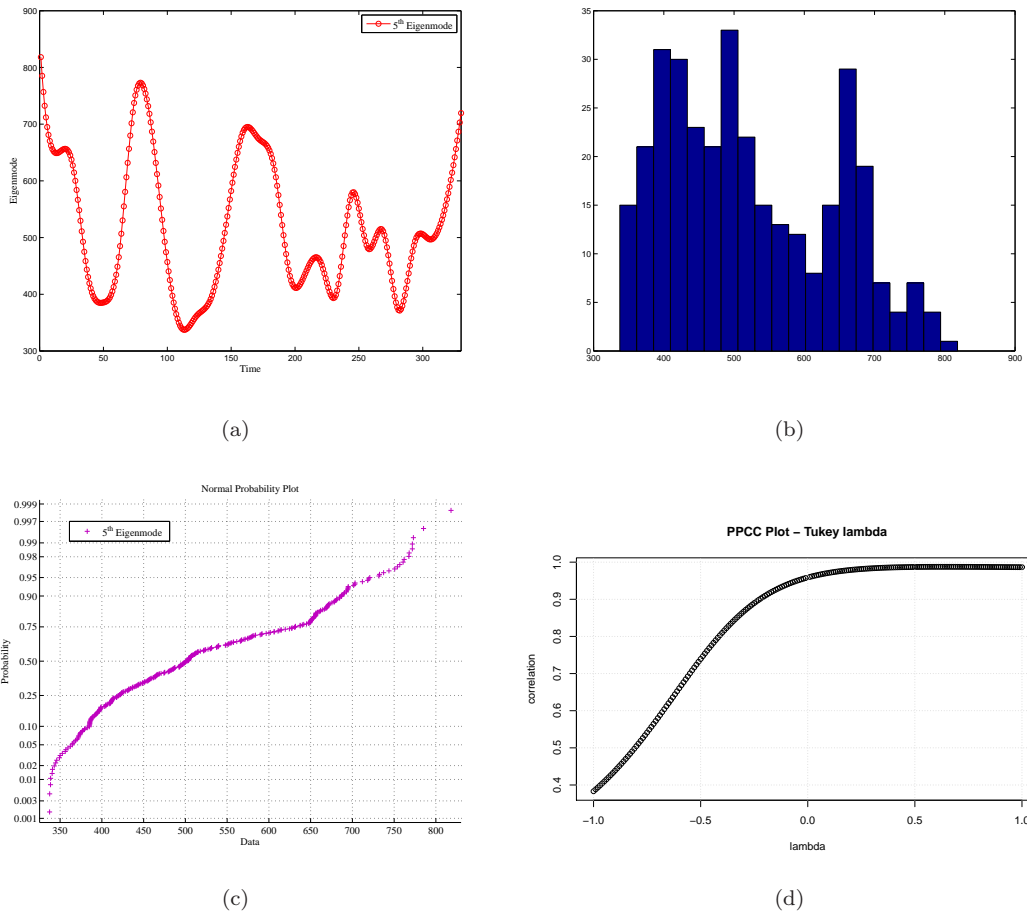 900
800
700
600
500
400
300
Eigenmode
5th Eigenmode
0 50 100 150 200 250 300
Time
(a)
35
30
25
20
15
10
5
0
300 400 500 600 700 800 900
(b)
Normal Probability Plot
0.999
0.997
0.99
0.98
0.95
0.90
0.75
0.50
0.25
0.10
0.05
0.02
0.01
0.003
0.001
Probability
5th Eigenmode
350 400 450 500 550 600 650 700 750 800
Data
(c)
PPCC Plot − Tukey lambda
1.0
0.9
0.8
0.7
0.6
0.5
0.4
correlation
−1.0 −0.5 0.0 0.5 1.0
lambda
(d)